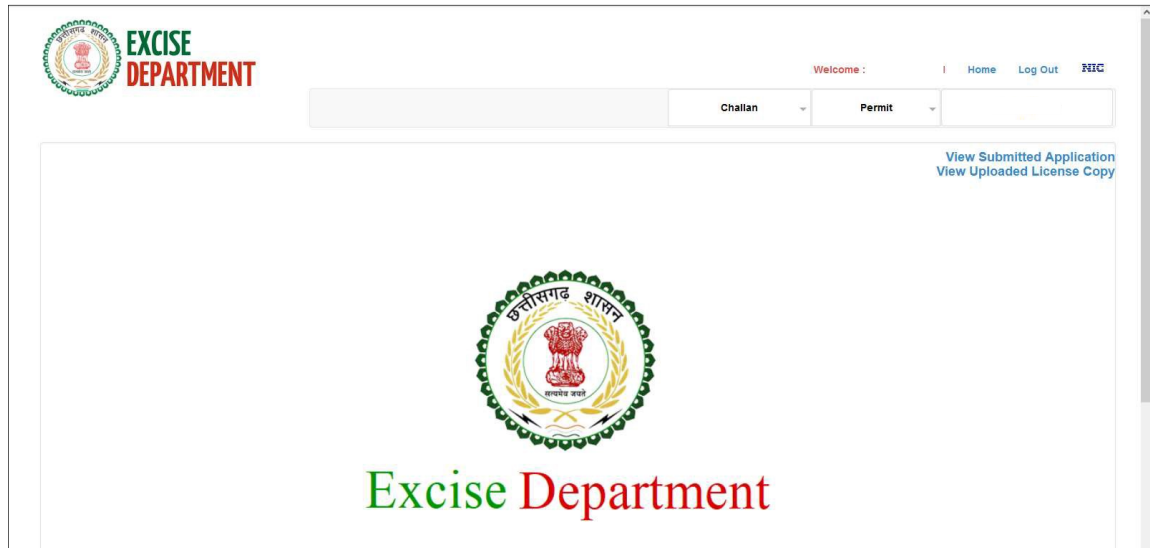 EXCISE
DEPARTMENT
Welcome : | Home Log Out NIC
Challan Permit
View Submitted Application
View Uploaded License Copy
छत्तीसगढ़ शासन
सत्यमेव जयते
Excise Department